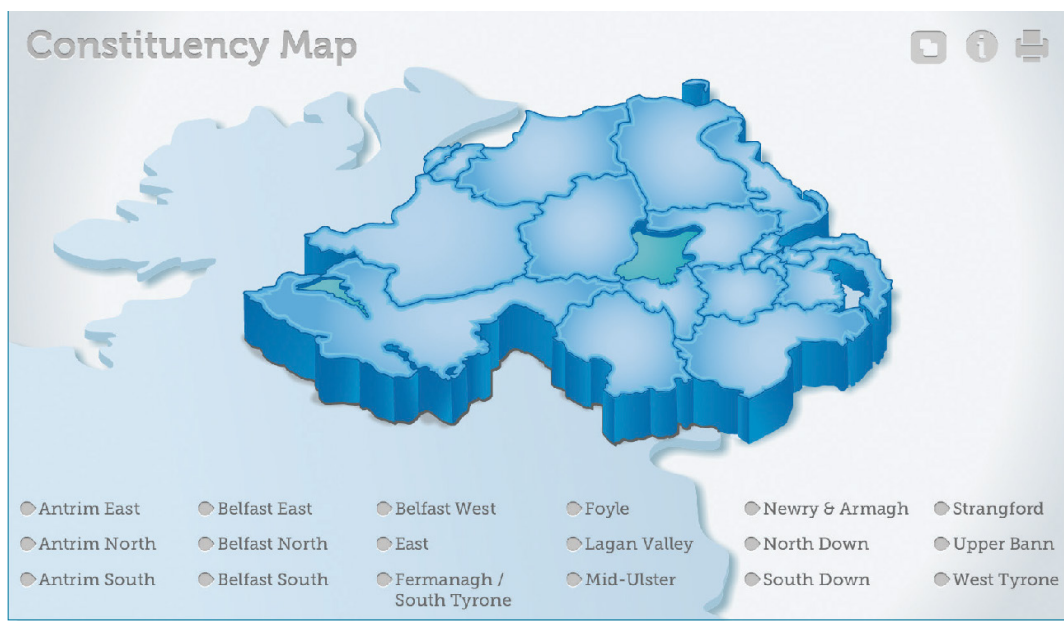 Constituency Map
Antrim East
Belfast East
Belfast West
Foyle
Newry & Armagh
Strangford
Antrim North
Belfast North
East
Lagan Valley
North Down
Upper Bann
Antrim South
Belfast South
Fermanagh /
South Tyrone
Mid-Ulster
South Down
West Tyrone